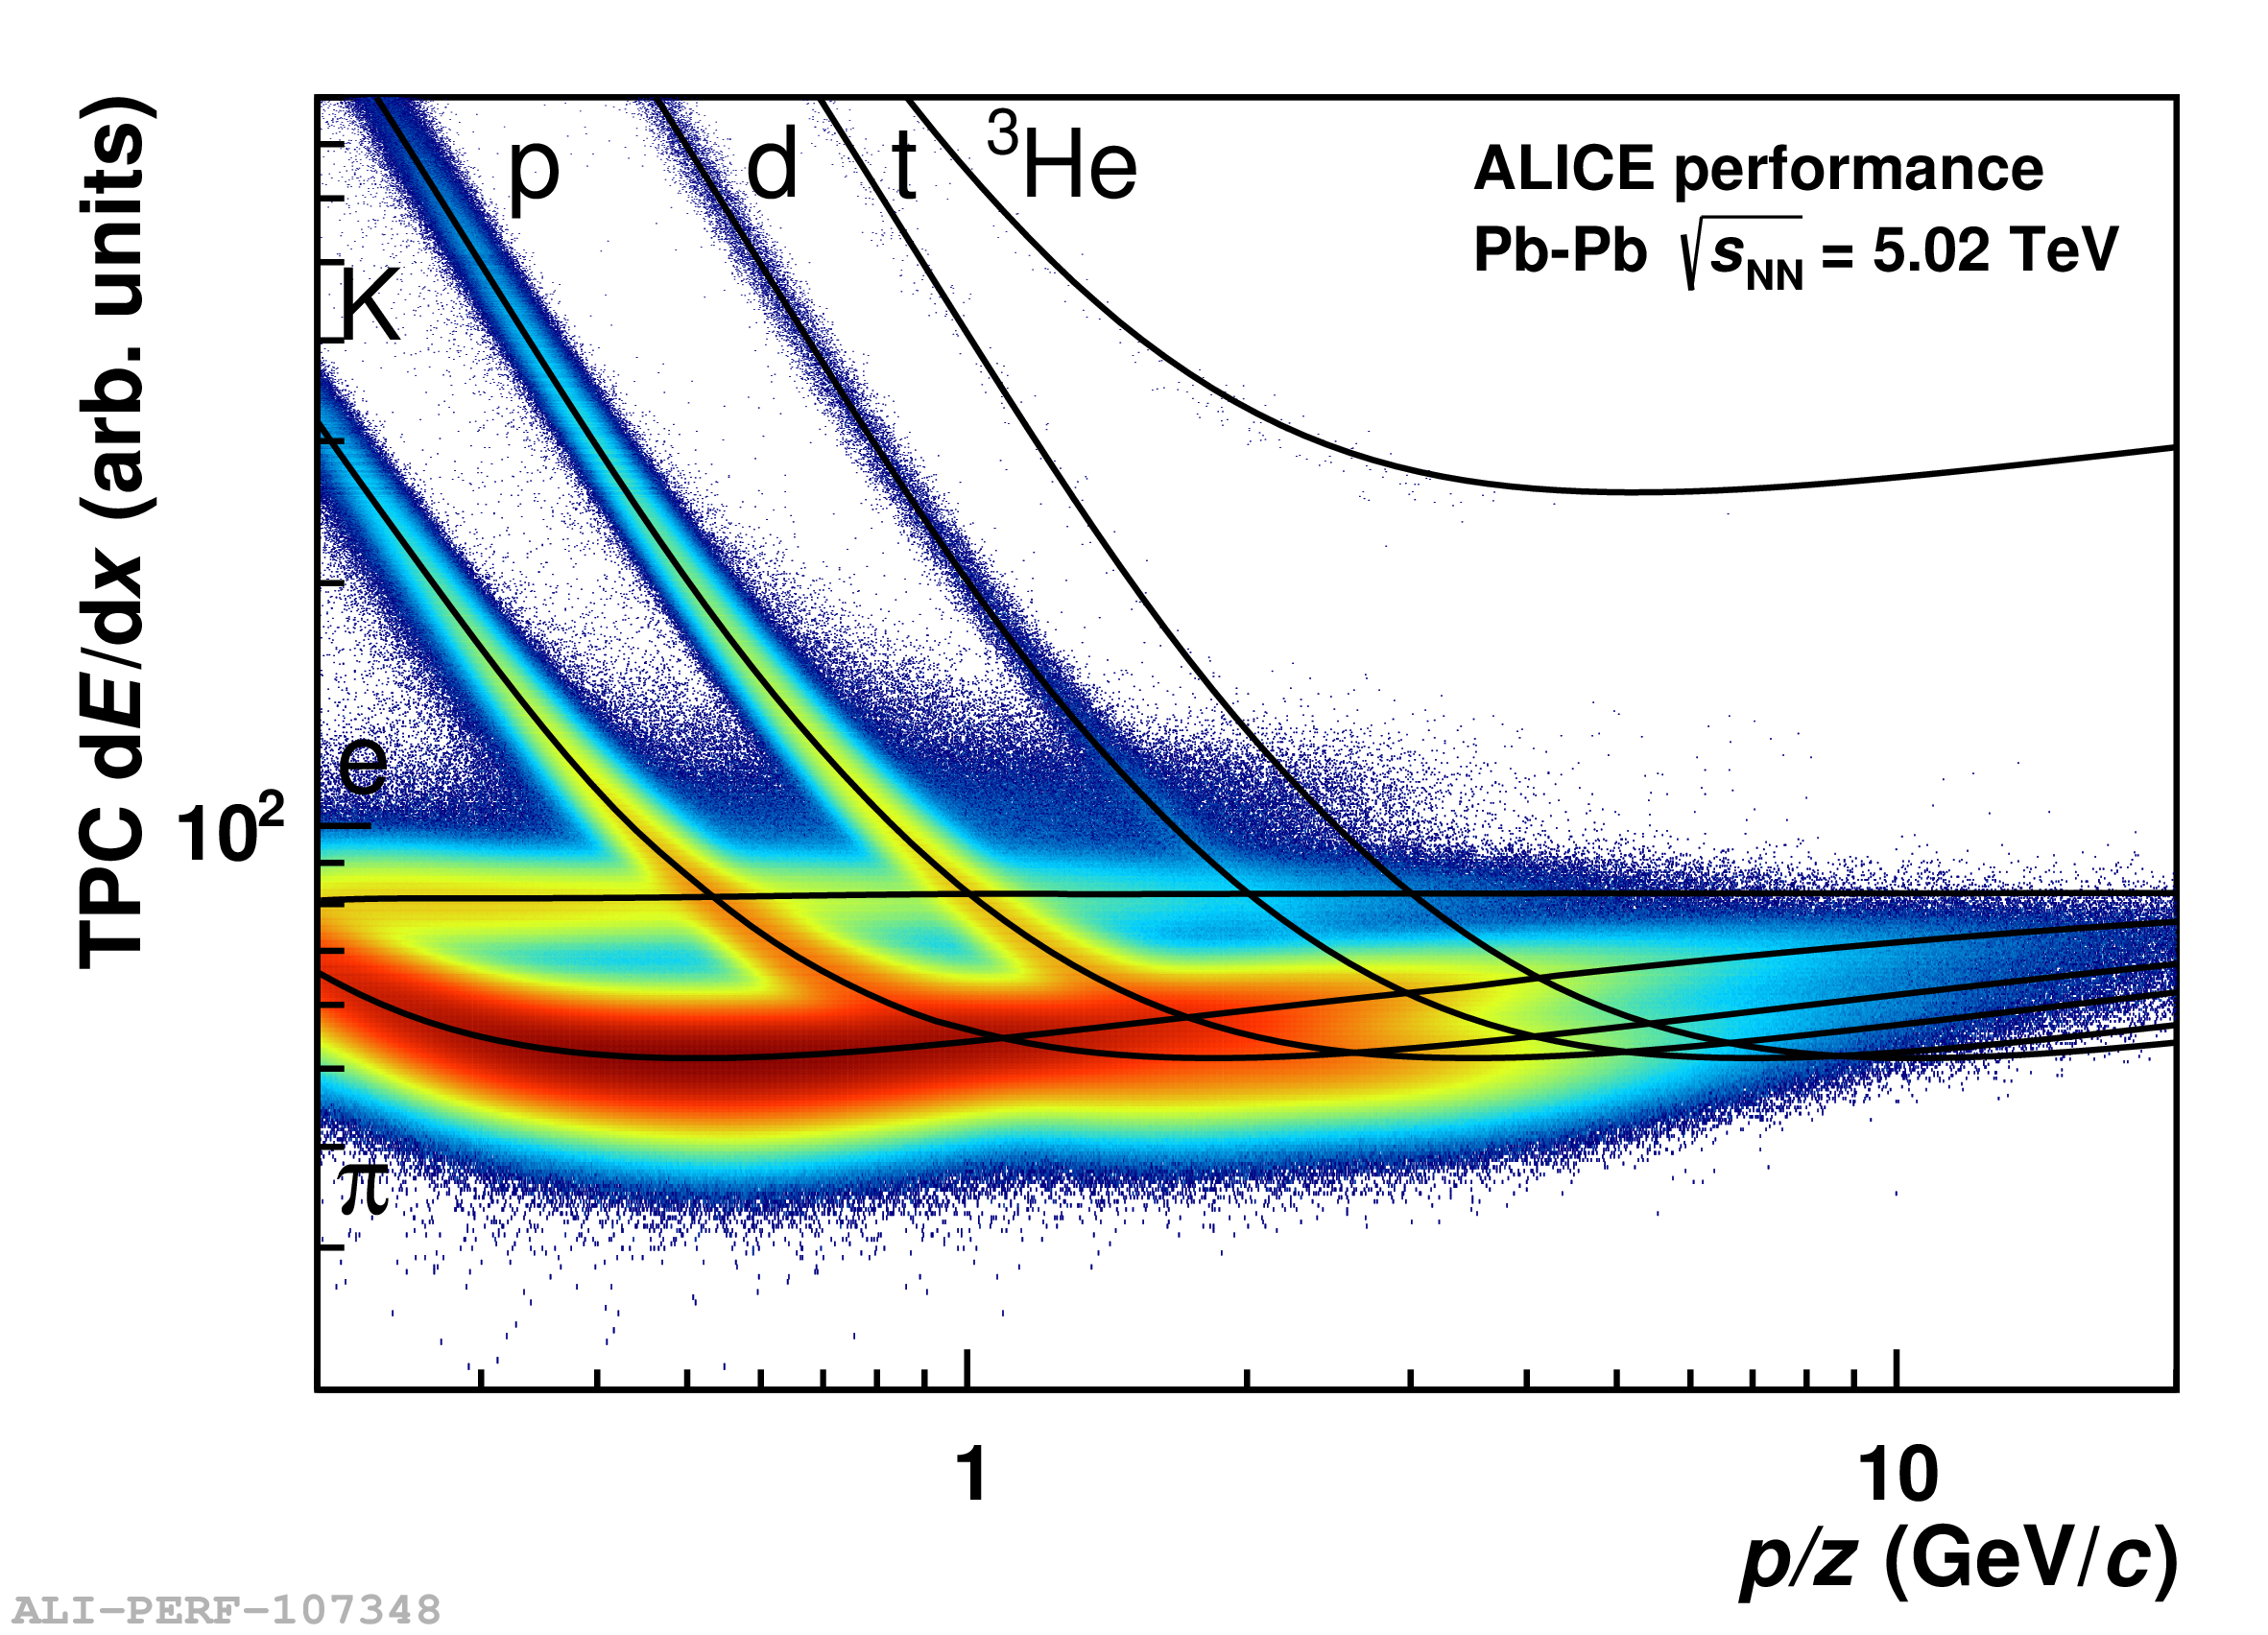 TPC dE/dx (arb. units)
p
d
t
³He
ALICE performance
Pb-Pb √sNN = 5.02 TeV
K
e
10²
π
1
10
p/z (GeV/c)
ALI-PERF-107348